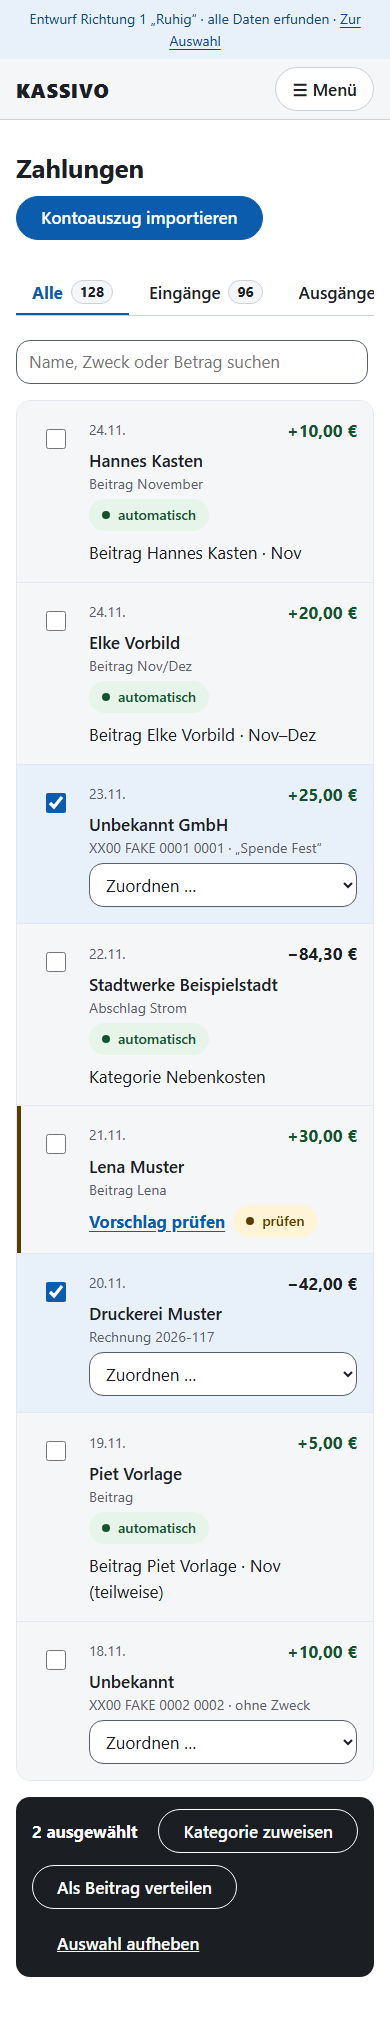 Entwurf Richtung 1 „Ruhig“ · alle Daten erfunden · Zur
Auswahl
KASSIVO
☰ Menü
Zahlungen
Kontoauszug importieren
Alle 128 Eingänge 96 Ausgänge
Name, Zweck oder Betrag suchen
24.11. +10,00 €
Hannes Kasten
Beitrag November
automatisch
Beitrag Hannes Kasten · Nov
24.11. +20,00 €
Elke Vorbild
Beitrag Nov/Dez
automatisch
Beitrag Elke Vorbild · Nov–Dez
23.11. +25,00 €
Unbekannt GmbH
XX00 FAKE 0001 0001 · „Spende Fest“
Zuordnen …
22.11. −84,30 €
Stadtwerke Beispielstadt
Abschlag Strom
automatisch
Kategorie Nebenkosten
21.11. +30,00 €
Lena Muster
Beitrag Lena
Vorschlag prüfen prüfen
20.11. −42,00 €
Druckerei Muster
Rechnung 2026-117
Zuordnen …
19.11. +5,00 €
Piet Vorlage
Beitrag
automatisch
Beitrag Piet Vorlage · Nov
(teilweise)
18.11. +10,00 €
Unbekannt
XX00 FAKE 0002 0002 · ohne Zweck
Zuordnen …
2 ausgewählt Kategorie zuweisen
Als Beitrag verteilen
Auswahl aufheben